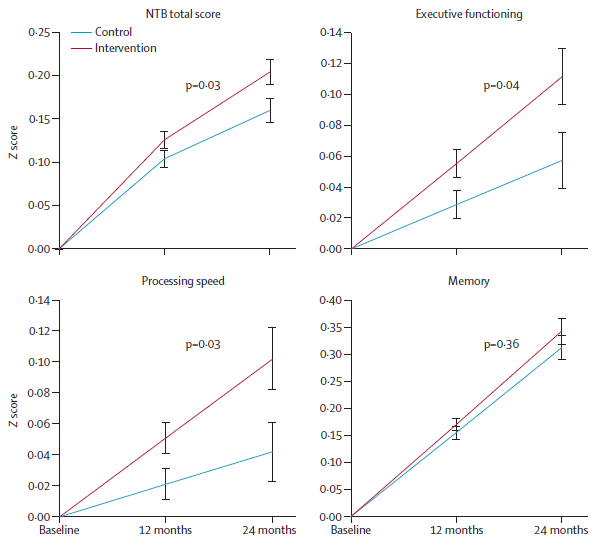 NTB total score
Executive functioning
Control
Intervention
Z score
0·25
0·20
0·15
0·10
0·05
0·00
p=0·03
0·14
0·12
0·10
0·08
0·06
0·04
0·02
0·00
p=0·04
Processing speed
Memory
Z score
0·14
0·12
0·10
0·08
0·06
0·04
0·02
0·00
p=0·03
Baseline
12 months
24 months
0·40
0·35
0·30
0·25
0·20
0·15
0·10
0·05
0·00
p=0·36
Baseline
12 months
24 months